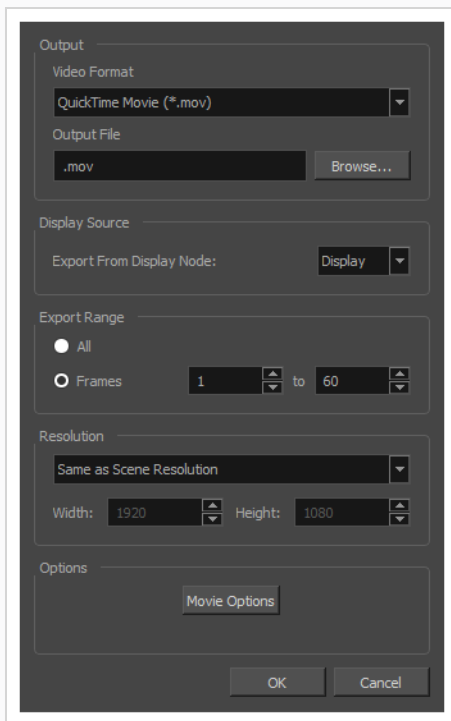 Output
Video Format
QuickTime Movie (*.mov)
Output File
.mov Browse...
Display Source
Export From Display Node: Display
Export Range
All
Frames 1 to 60
Resolution
Same as Scene Resolution
Width: 1920 Height: 1080
Options
Movie Options
OK Cancel